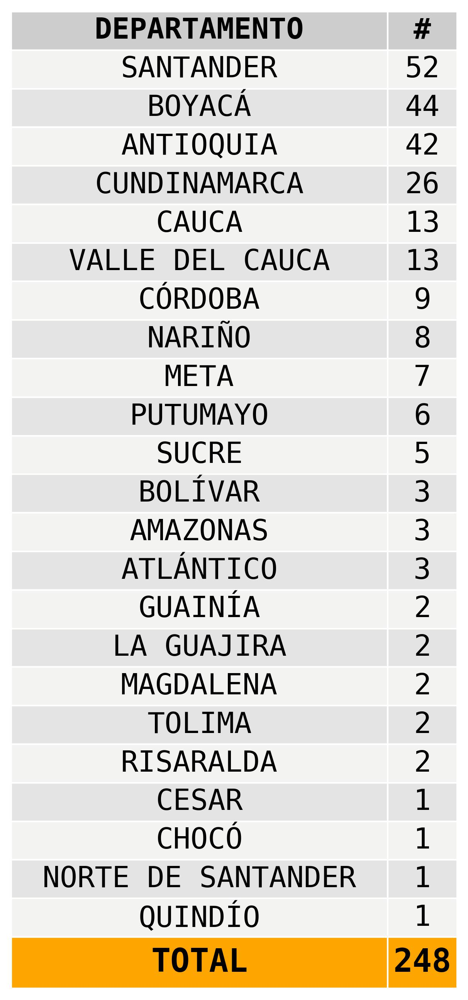 DEPARTAMENTO #
SANTANDER 52
BOYACÁ 44
ANTIOQUIA 42
CUNDINAMARCA 26
CAUCA 13
VALLE DEL CAUCA 13
CÓRDOBA 9
NARIÑO 8
META 7
PUTUMAYO 6
SUCRE 5
BOLÍVAR 3
AMAZONAS 3
ATLÁNTICO 3
GUAINÍA 2
LA GUAJIRA 2
MAGDALENA 2
TOLIMA 2
RISARALDA 2
CESAR 1
CHOCÓ 1
NORTE DE SANTANDER 1
QUINDÍO 1
TOTAL 248